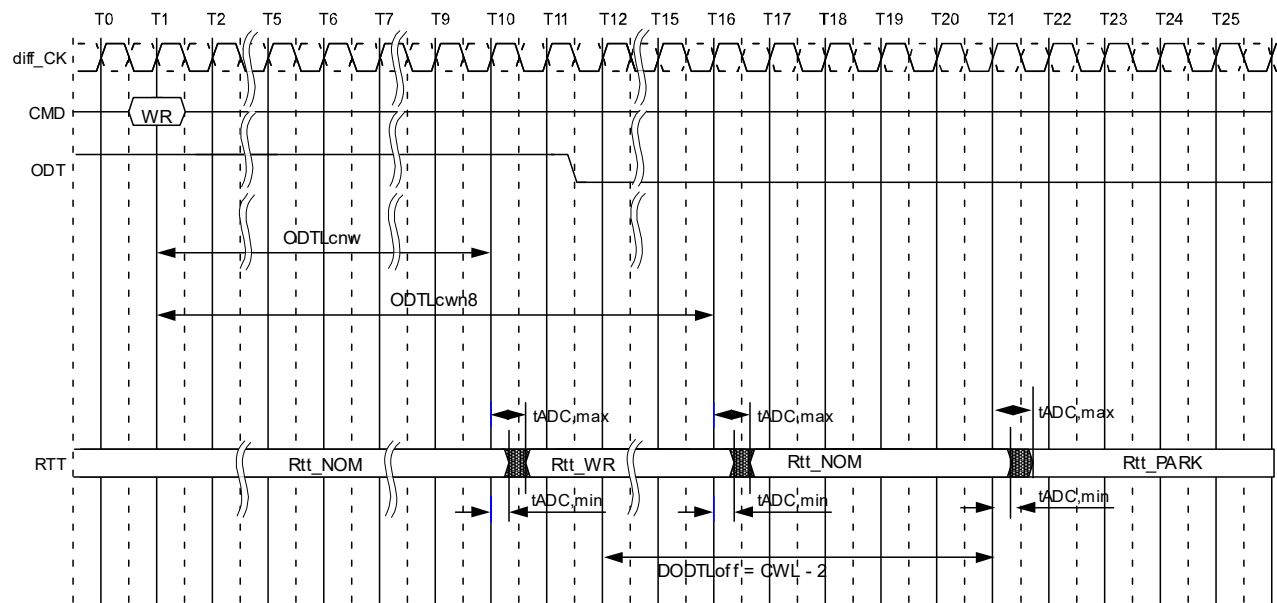 T0 T1 T2 T5 T6 T7 T9 T10 T11 T12 T15 T16 T17 T18 T19 T20 T21 T22 T23 T24 T25
diff_CK
CMD WR
ODT
ODTLcnw
ODTLcwn8
tADC,max tADC,max tADC,max
RTT Rtt_NOM Rtt_WR Rtt_NOM Rtt_PARK
tADC,min tADC,min tADC,min
DODTLoff = CWL - 2